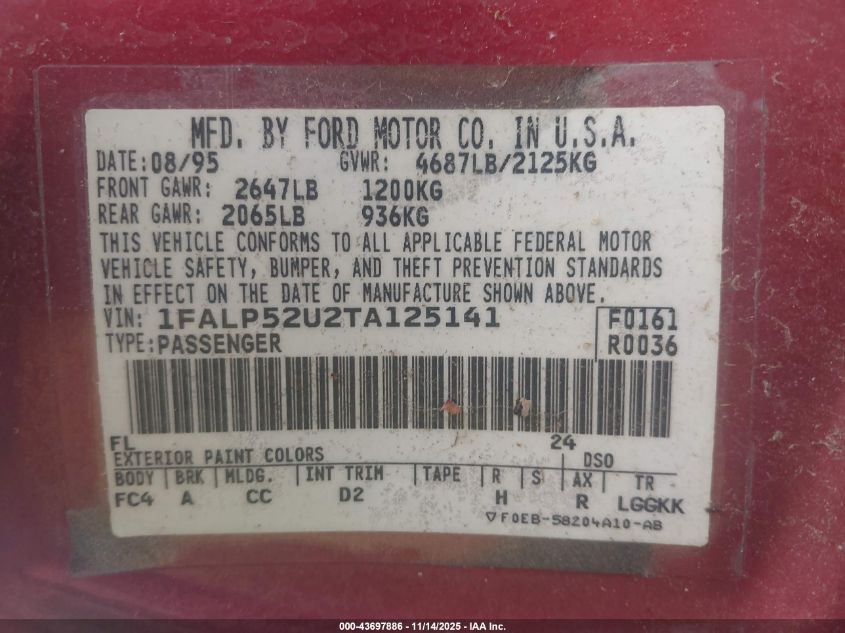 MFD. BY FORD MOTOR CO. IN U.S.A.
DATE: 08/95 GVWR: 4687LB/2125KG
FRONT GAWR: 2647LB 1200KG
REAR GAWR: 2065LB 936KG
THIS VEHICLE CONFORMS TO ALL APPLICABLE FEDERAL MOTOR
VEHICLE SAFETY, BUMPER, AND THEFT PREVENTION STANDARDS
IN EFFECT ON THE DATE OF MANUFACTURE SHOWN ABOVE.
VIN: 1FALP52U2TA125141 F0161
TYPE: PASSENGER R0036
FL 24
EXTERIOR PAINT COLORS DSO
BODY BRK MLDG. INT TRIM TAPE R S AX TR
FC4 A CC D2 H R LGGKK
▽F0EB-58204A10-AB
000-43697886 | 11/14/2025 - IAA Inc.